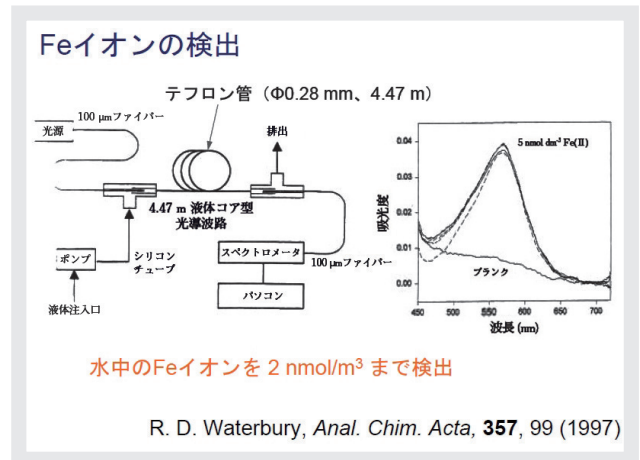 Feイオンの検出
テフロン管（Φ0.28 mm、4.47 m）
100 μmファイバー
光源
排出
4.47 m 液体コア型
光導波路
ポンプ
シリコン
チューブ
液体注入口
スペクトロメータ
100 μmファイバー
パソコン
吸光度
0.04
0.03
0.02
0.01
0.00
5 nmol dm-3 Fe(II)
ブランク
450 500 550 600 650 700
波長 (nm)
水中のFeイオンを 2 nmol/m3 まで検出
R. D. Waterbury, Anal. Chim. Acta, 357, 99 (1997)